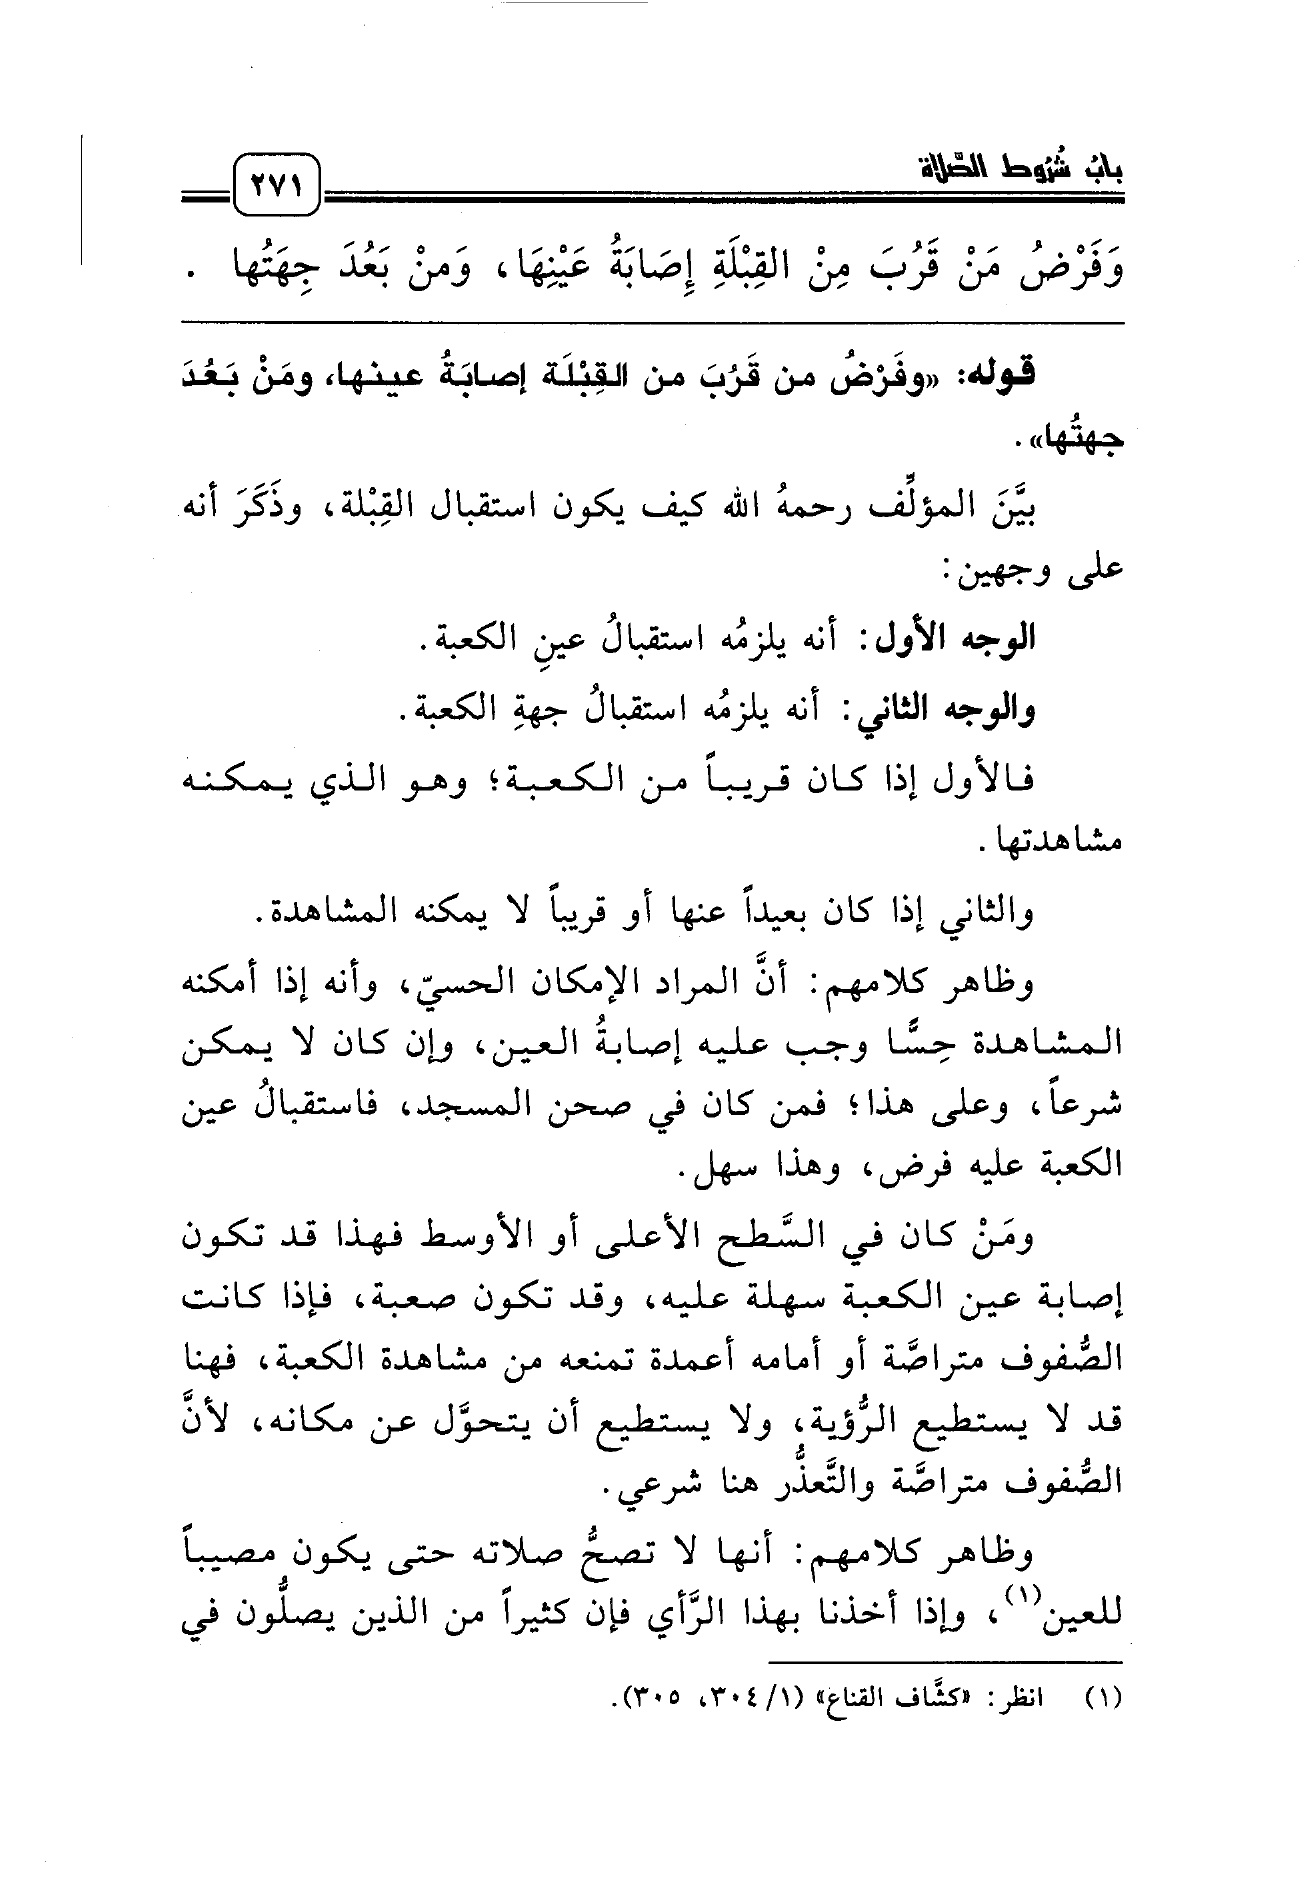 بابُ شُرُوط الصَّلاة
٢٧١
وَفَرْضُ مَنْ قَرُبَ مِنْ القِبْلَةِ إِصَابَةُ عَيْنِهَا، وَمنْ بَعُدَ جِهَتُها .
قوله: «وفَرْضُ من قَرُبَ من القِبْلَة إصابَةُ عينها، ومَنْ بَعُدَ
جهتُها».
بيَّنَ المؤلِّف رحمهُ الله كيف يكون استقبال القِبْلة، وذَكَرَ أنه
على وجهين:
الوجه الأول: أنه يلزمُه استقبالُ عينِ الكعبة.
والوجه الثاني: أنه يلزمُه استقبالُ جهةِ الكعبة.
فالأول إذا كان قريباً من الكعبة؛ وهو الذي يمكنه
مشاهدتها.
والثاني إذا كان بعيداً عنها أو قريباً لا يمكنه المشاهدة.
وظاهر كلامهم: أنَّ المراد الإمكان الحسيّ، وأنه إذا أمكنه
المشاهدة حِسًّا وجب عليه إصابةُ العين، وإن كان لا يمكن
شرعاً، وعلى هذا؛ فمن كان في صحن المسجد، فاستقبالُ عين
الكعبة عليه فرض، وهذا سهل.
ومَنْ كان في السَّطح الأعلى أو الأوسط فهذا قد تكون
إصابة عين الكعبة سهلة عليه، وقد تكون صعبة، فإذا كانت
الصُّفوف متراصَّة أو أمامه أعمدة تمنعه من مشاهدة الكعبة، فهنا
قد لا يستطيع الرُّؤية، ولا يستطيع أن يتحوَّل عن مكانه، لأنَّ
الصُّفوف متراصَّة والتَّعذُّر هنا شرعي.
وظاهر كلامهم: أنها لا تصحُّ صلاته حتى يكون مصيباً
للعين(١)، وإذا أخذنا بهذا الرَّأي فإن كثيراً من الذين يصلُّون في
(١) انظر: «كشَّاف القناع» (١/ ٣٠٤، ٣٠٥).